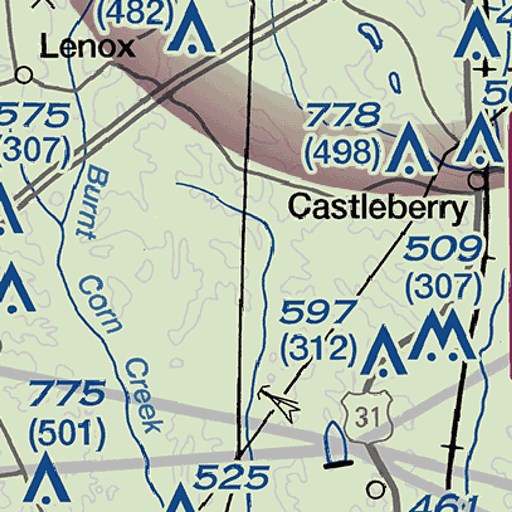 (482)
Lenox
575
(307)
778
(498)
Castleberry
Burnt
Corn
Creek
509
(307)
597
(312)
775
(501)
31
525
461